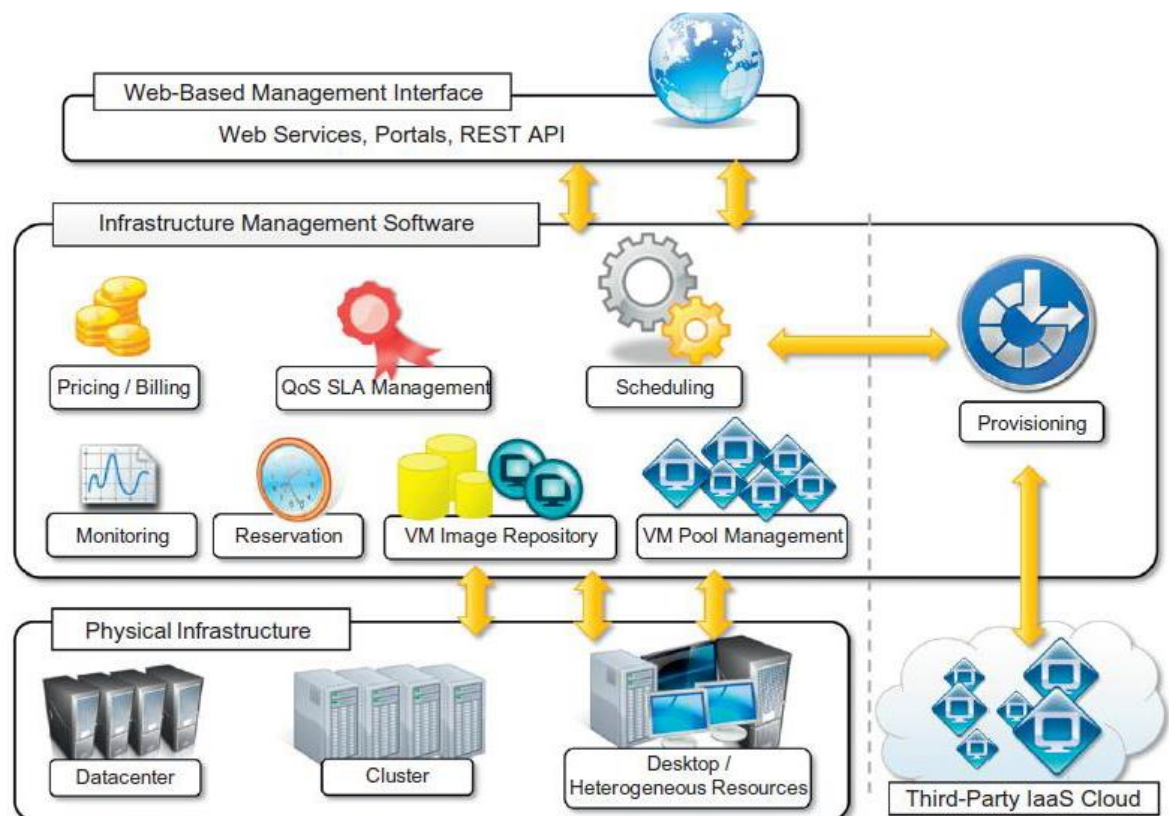 Web-Based Management Interface
Web Services, Portals, REST API
Infrastructure Management Software
Pricing / Billing
QoS SLA Management
Scheduling
Provisioning
Monitoring
Reservation
VM Image Repository
VM Pool Management
Physical Infrastructure
Datacenter
Cluster
Desktop /
Heterogeneous Resources
Third-Party IaaS Cloud